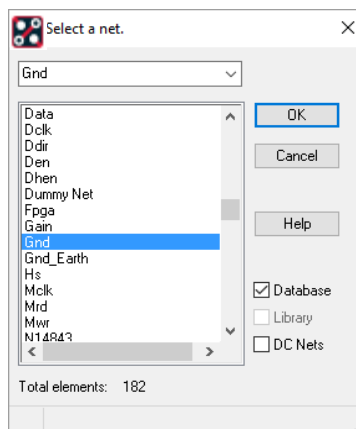 Select a net.
Gnd
Data
Dclk
Ddir
Den
Dhen
Dummy Net
Fpga
Gain
Gnd
Gnd_Earth
Hs
Mclk
Mrd
Mwr
N14843
OK
Cancel
Help
Database
Library
DC Nets
Total elements: 182